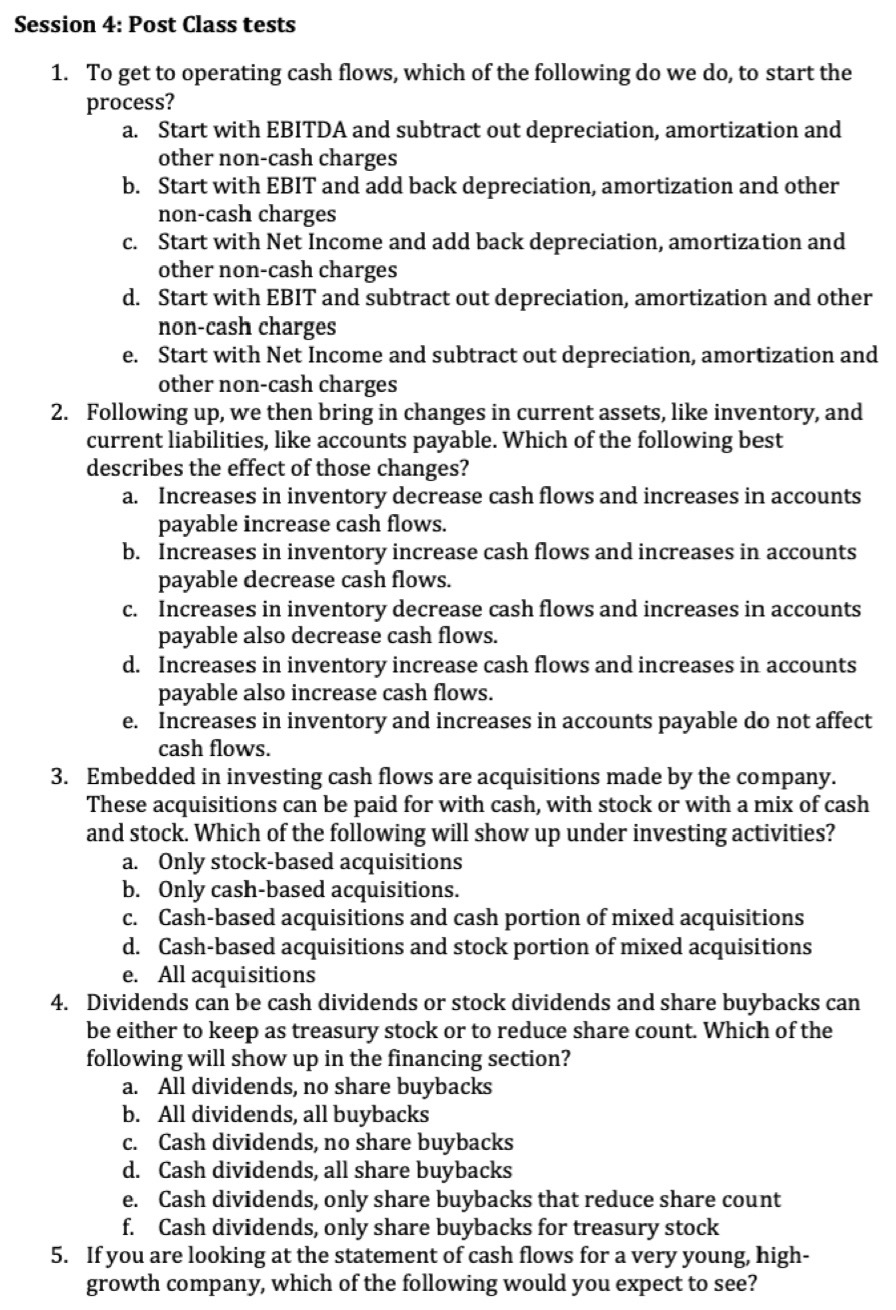 Session 4: Post Class tests
1. To get to operating cash flows, which of the following do we do, to start the
process?
a. Start with EBITDA and subtract out depreciation, amortization and
other non-cash charges
b. Start with EBIT and add back depreciation, amortization and other
non-cash charges
c. Start with Net Income and add back depreciation, amortization and
other non-cash charges
d. Start with EBIT and subtract out depreciation, amortization and other
non-cash charges
e. Start with Net Income and subtract out depreciation, amortization and
other non-cash charges
2. Following up, we then bring in changes in current assets, like inventory, and
current liabilities, like accounts payable. Which of the following best
describes the effect of those changes?
a. Increases in inventory decrease cash flows and increases in accounts
payable increase cash flows.
b. Increases in inventory increase cash flows and increases in accounts
payable decrease cash flows.
c. Increases in inventory decrease cash flows and increases in accounts
payable also decrease cash flows.
d. Increases in inventory increase cash flows and increases in accounts
payable also increase cash flows.
e. Increases in inventory and increases in accounts payable do not affect
cash flows.
3. Embedded in investing cash flows are acquisitions made by the company.
These acquisitions can be paid for with cash, with stock or with a mix of cash
and stock. Which of the following will show up under investing activities?
a. Only stock-based acquisitions
b. Only cash-based acquisitions.
c. Cash-based acquisitions and cash portion of mixed acquisitions
d. Cash-based acquisitions and stock portion of mixed acquisitions
e. All acquisitions
4. Dividends can be cash dividends or stock dividends and share buybacks can
be either to keep as treasury stock or to reduce share count. Which of the
following will show up in the financing section?
a. All dividends, no share buybacks
b. All dividends, all buybacks
c. Cash dividends, no share buybacks
d. Cash dividends, all share buybacks
e. Cash dividends, only share buybacks that reduce share count
f. Cash dividends, only share buybacks for treasury stock
5. If you are looking at the statement of cash flows for a very young, high-
growth company, which of the following would you expect to see?